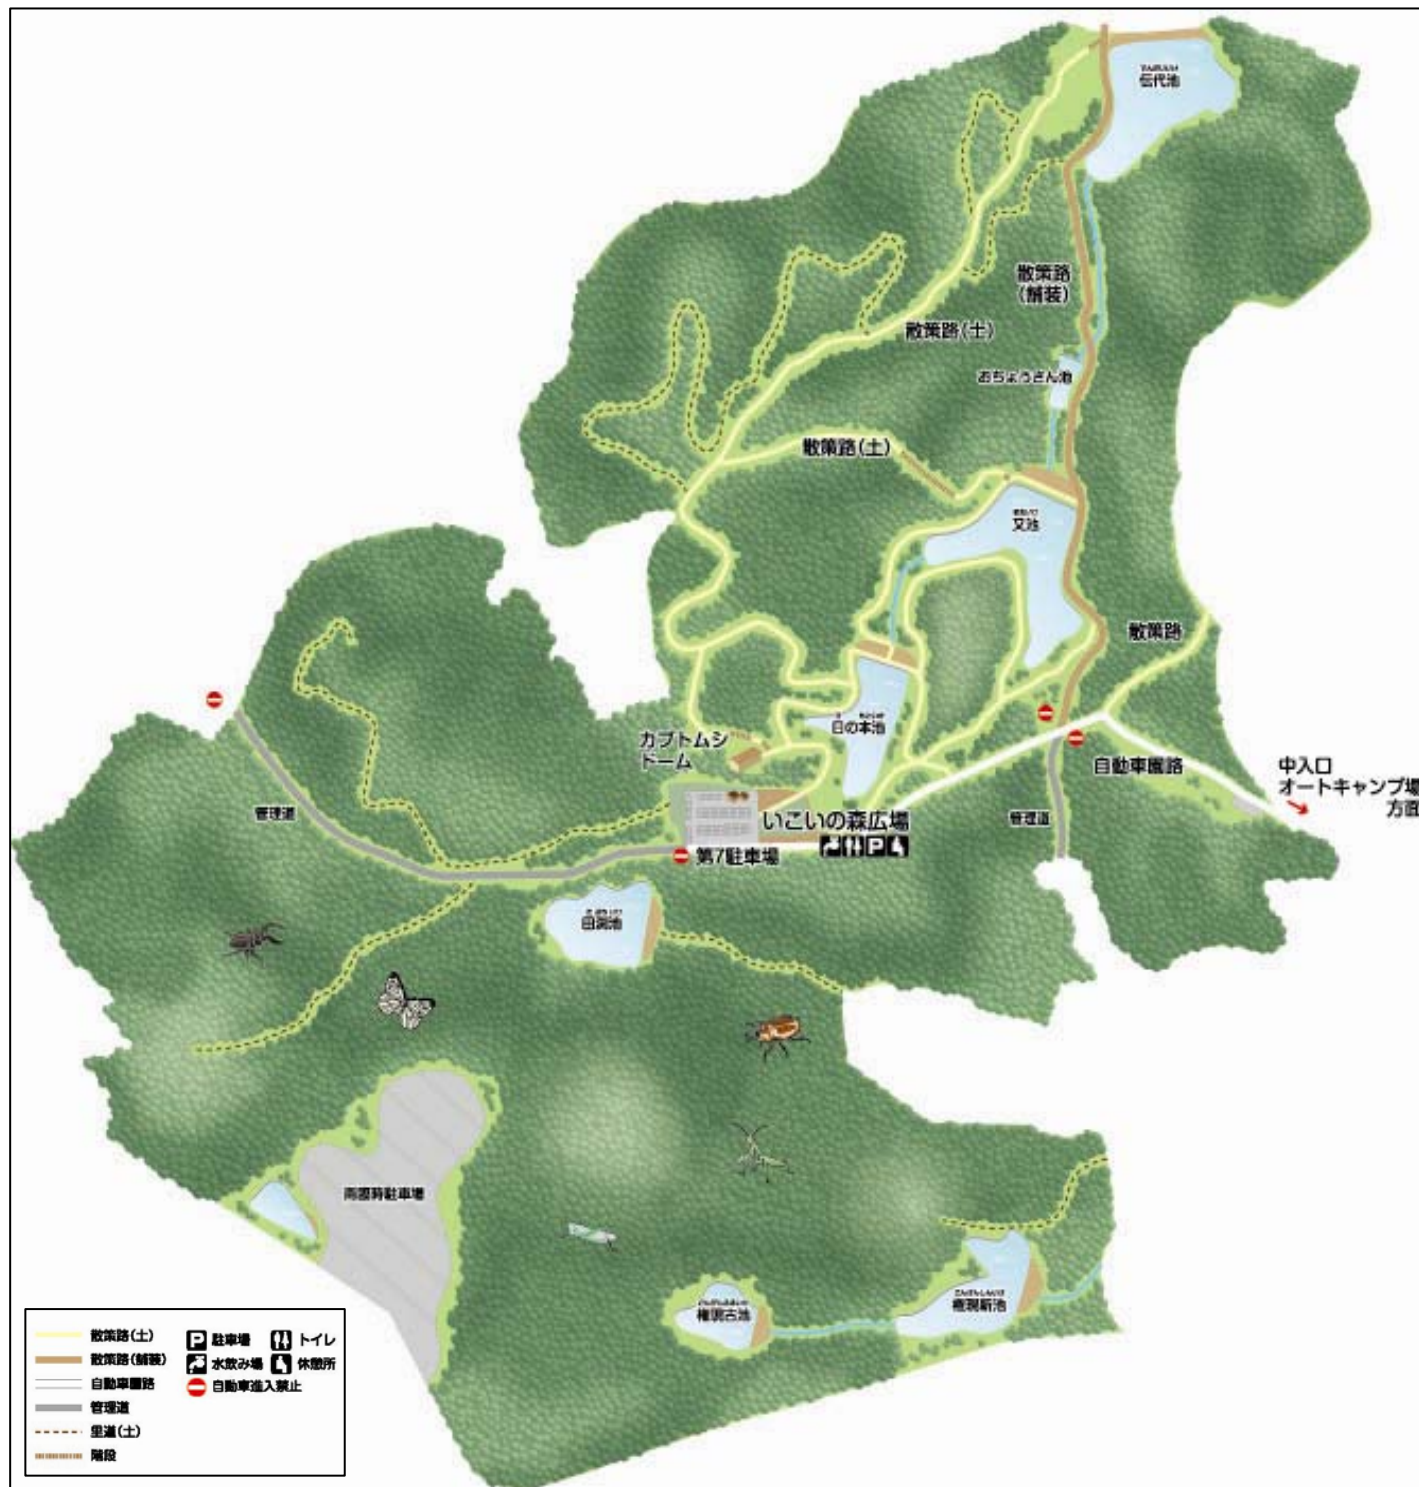 伝代池
散策路
(舗装)
散策路(土)
おちょうさん池
散策路(土)
又池
散策路
日の本池
カブトムシ
ドーム
自動車園路
中入口
オートキャンプ場
方面
管理道
いこいの森広場
管理道
第7駐車場
田渕池
雨天時駐車場
権現古池
権現新池
散策路(土)
散策路(舗装)
自動車園路
管理道
里道(土)
階段
P 駐車場
トイレ
水飲み場
休憩所
自動車進入禁止